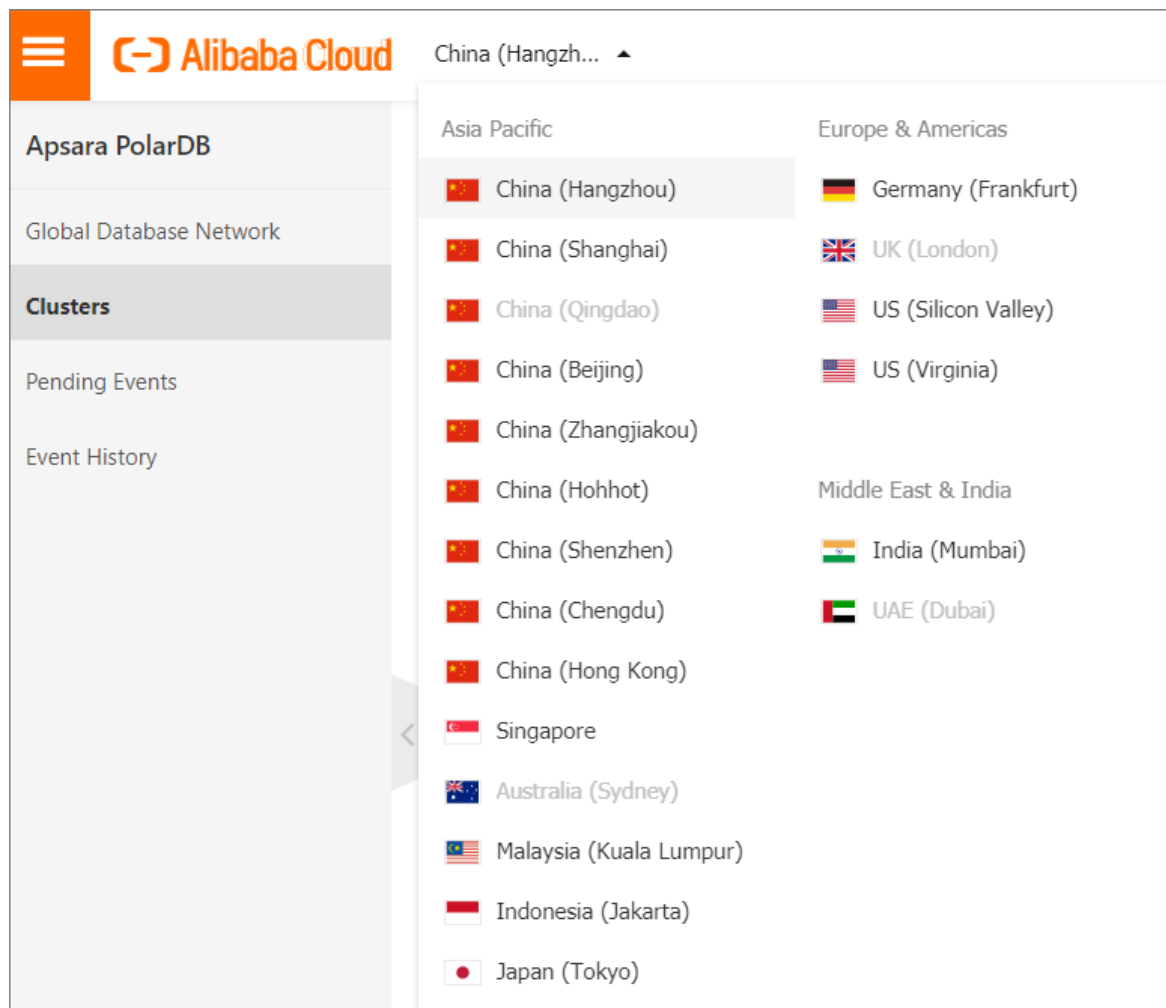 Alibaba Cloud
China (Hangzh...
Apsara PolarDB
Global Database Network
Clusters
Pending Events
Event History
Asia Pacific
China (Hangzhou)
China (Shanghai)
China (Qingdao)
China (Beijing)
China (Zhangjiakou)
China (Hohhot)
China (Shenzhen)
China (Chengdu)
China (Hong Kong)
Singapore
Australia (Sydney)
Malaysia (Kuala Lumpur)
Indonesia (Jakarta)
Japan (Tokyo)
Europe & Americas
Germany (Frankfurt)
UK (London)
US (Silicon Valley)
US (Virginia)
Middle East & India
India (Mumbai)
UAE (Dubai)